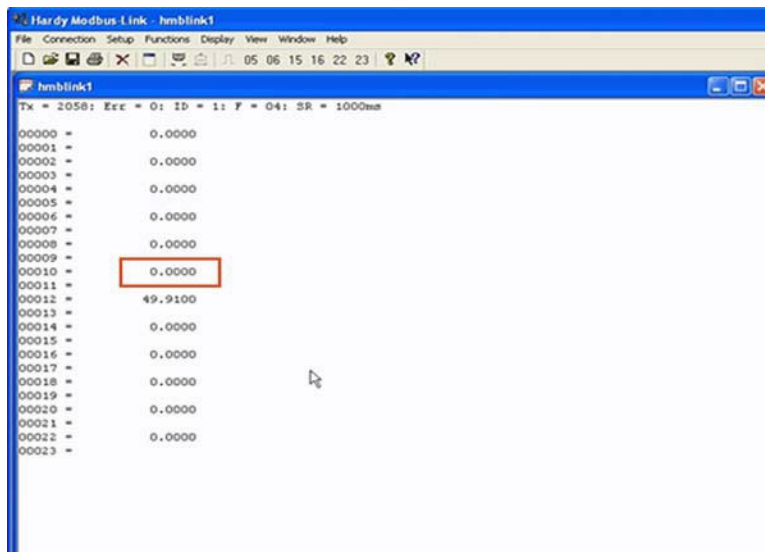 Hardy Modbus-Link - hmblink1
File Connection Setup Functions Display View Window Help
05 06 15 16 22 23
hmblink1
Tx = 2058: Err = 0: ID = 1: F = 04: SR = 1000ms
00000 = 0.0000
00001 =
00002 = 0.0000
00003 =
00004 = 0.0000
00005 =
00006 = 0.0000
00007 =
00008 = 0.0000
00009 =
00010 = 0.0000
00011 =
00012 = 49.9100
00013 =
00014 = 0.0000
00015 =
00016 = 0.0000
00017 =
00018 = 0.0000
00019 =
00020 = 0.0000
00021 =
00022 = 0.0000
00023 =